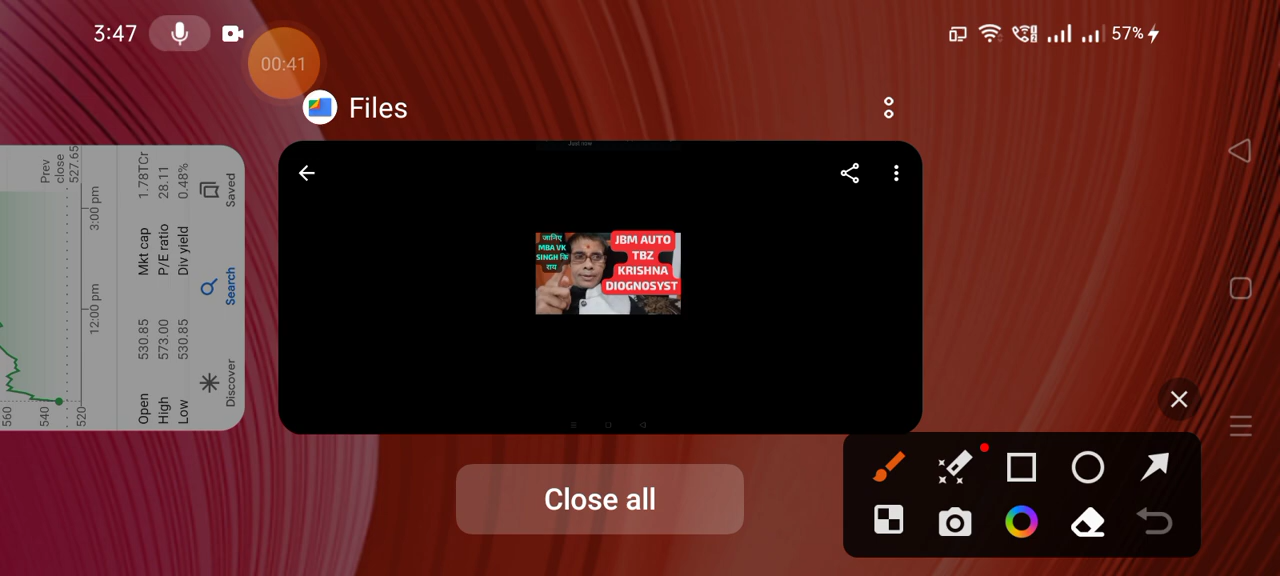 3:47
57%
00:41
Files
Just now
Prev
close
527.65
3:00 pm
12:00 pm
560
540
520
Open 530.85 Mkt cap 1.78TCr
High 573.00 P/E ratio 28.11
Low 530.85 Div yield 0.48%
Discover Search Saved
जानिए
MBA VK
SINGH कि
राय
JBM AUTO
TBZ
KRISHNA
DIOGNOSYST
Close all